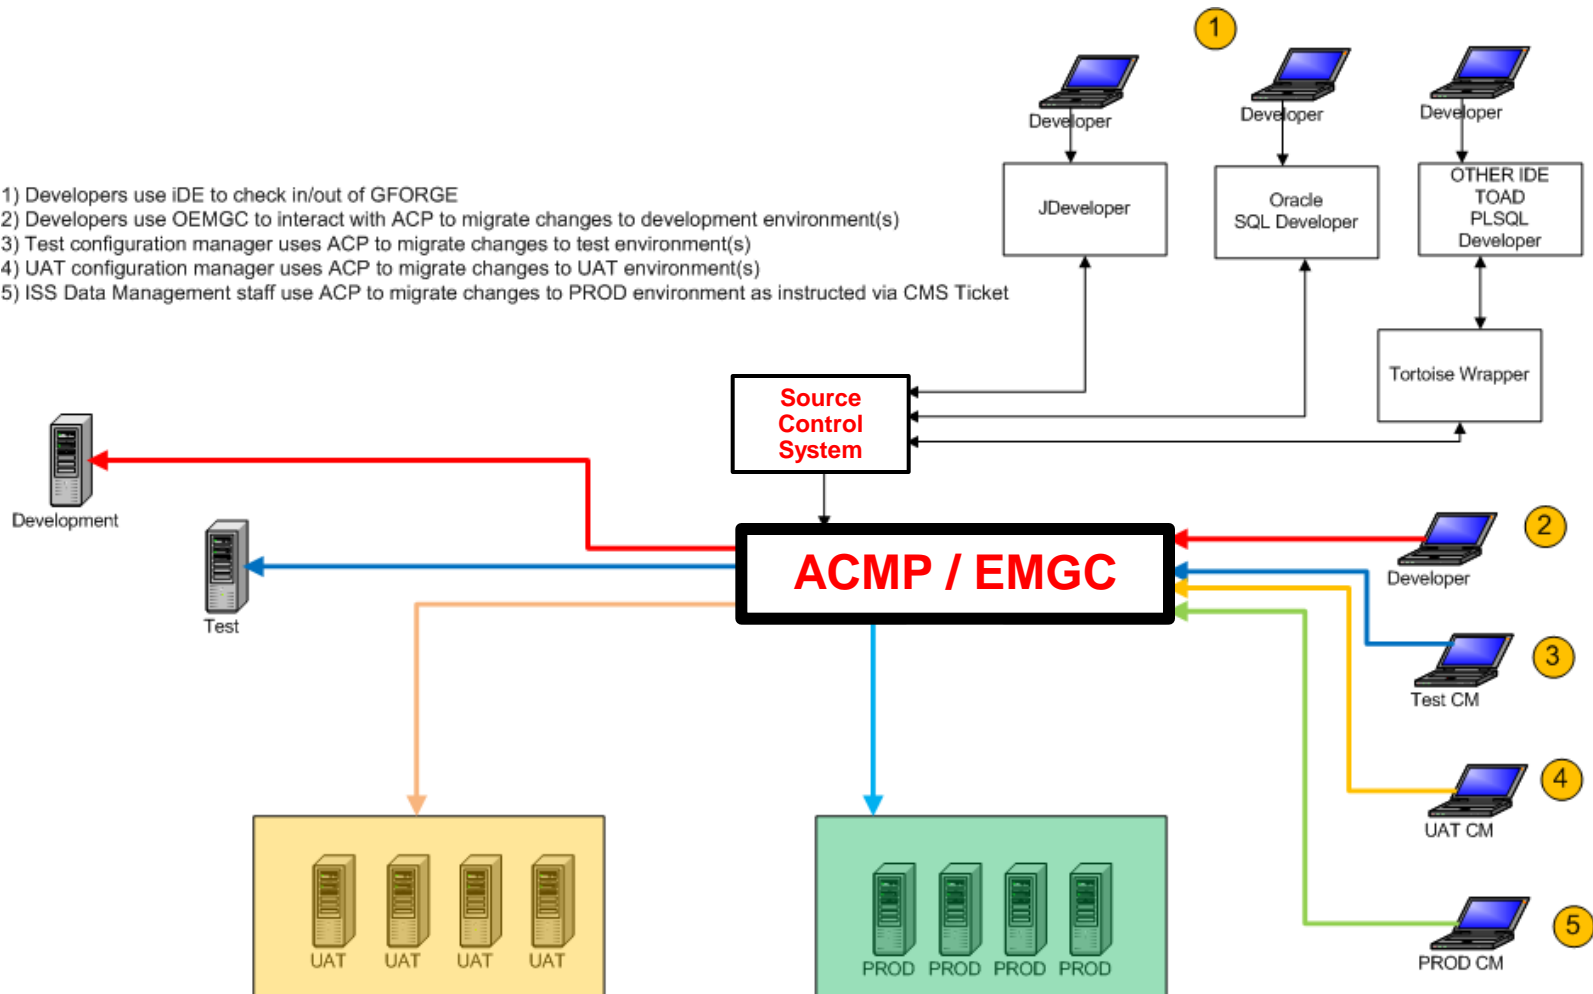 1
Developer
Developer
Developer
1) Developers use iDE to check in/out of GFORGE
2) Developers use OEMGC to interact with ACP to migrate changes to development environment(s)
3) Test configuration manager uses ACP to migrate changes to test environment(s)
4) UAT configuration manager uses ACP to migrate changes to UAT environment(s)
5) ISS Data Management staff use ACP to migrate changes to PROD environment as instructed via CMS Ticket
JDeveloper
Oracle
SQL Developer
OTHER IDE
TOAD
PLSQL
Developer
Tortoise Wrapper
Source
Control
System
Development
Test
ACMP / EMGC
2
Developer
3
Test CM
4
UAT CM
5
PROD CM
UAT
UAT
UAT
UAT
PROD
PROD
PROD
PROD